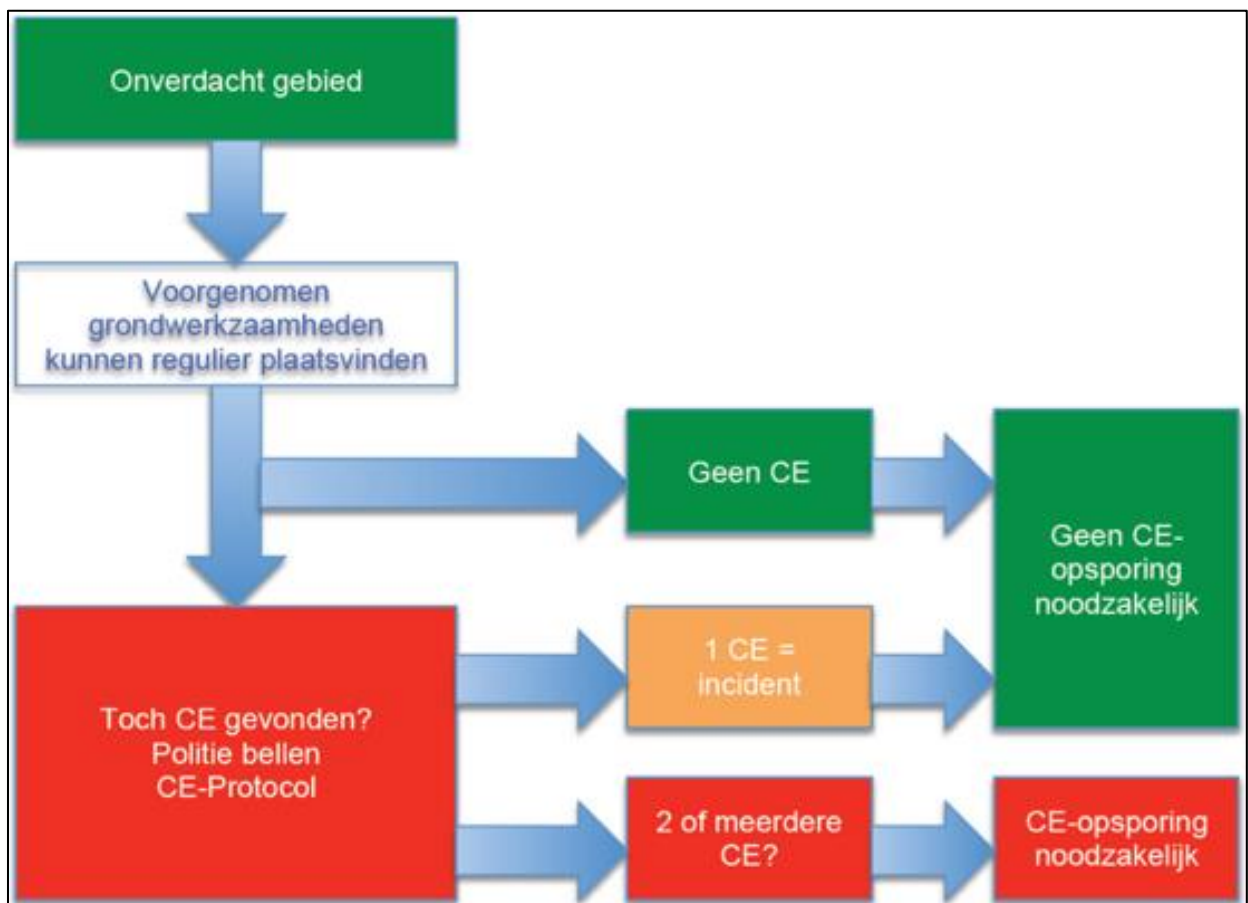 Onverdacht gebied
Voorgenomen
grondwerkzaamheden
kunnen regulier plaatsvinden
Geen CE
Geen CE-
opsporing
noodzakelijk
Toch CE gevonden?
Politie bellen
CE-Protocol
1 CE =
incident
2 of meerdere
CE?
CE-opsporing
noodzakelijk